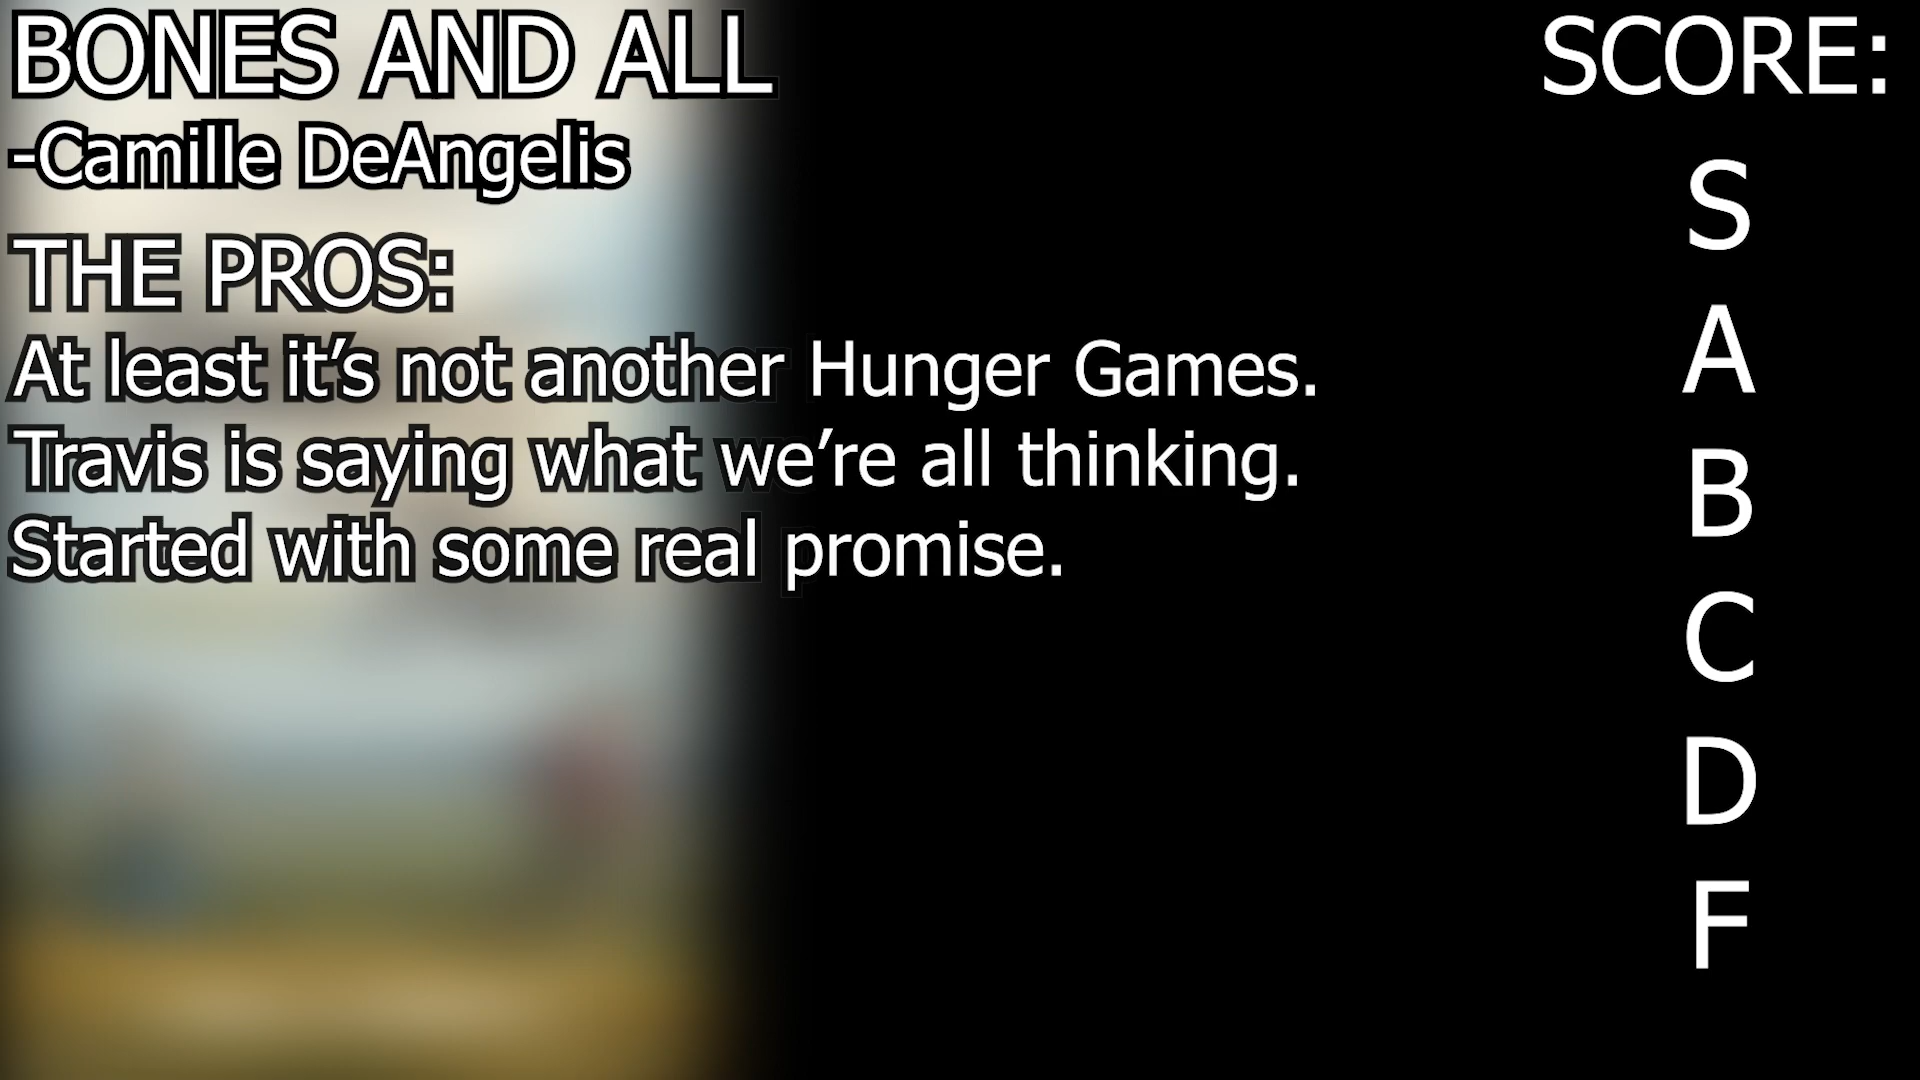 BONES AND ALL
-Camille DeAngelis
THE PROS:
At least it’s not another Hunger Games.
Travis is saying what we’re all thinking.
Started with some real promise.
SCORE:
S
A
B
C
D
F